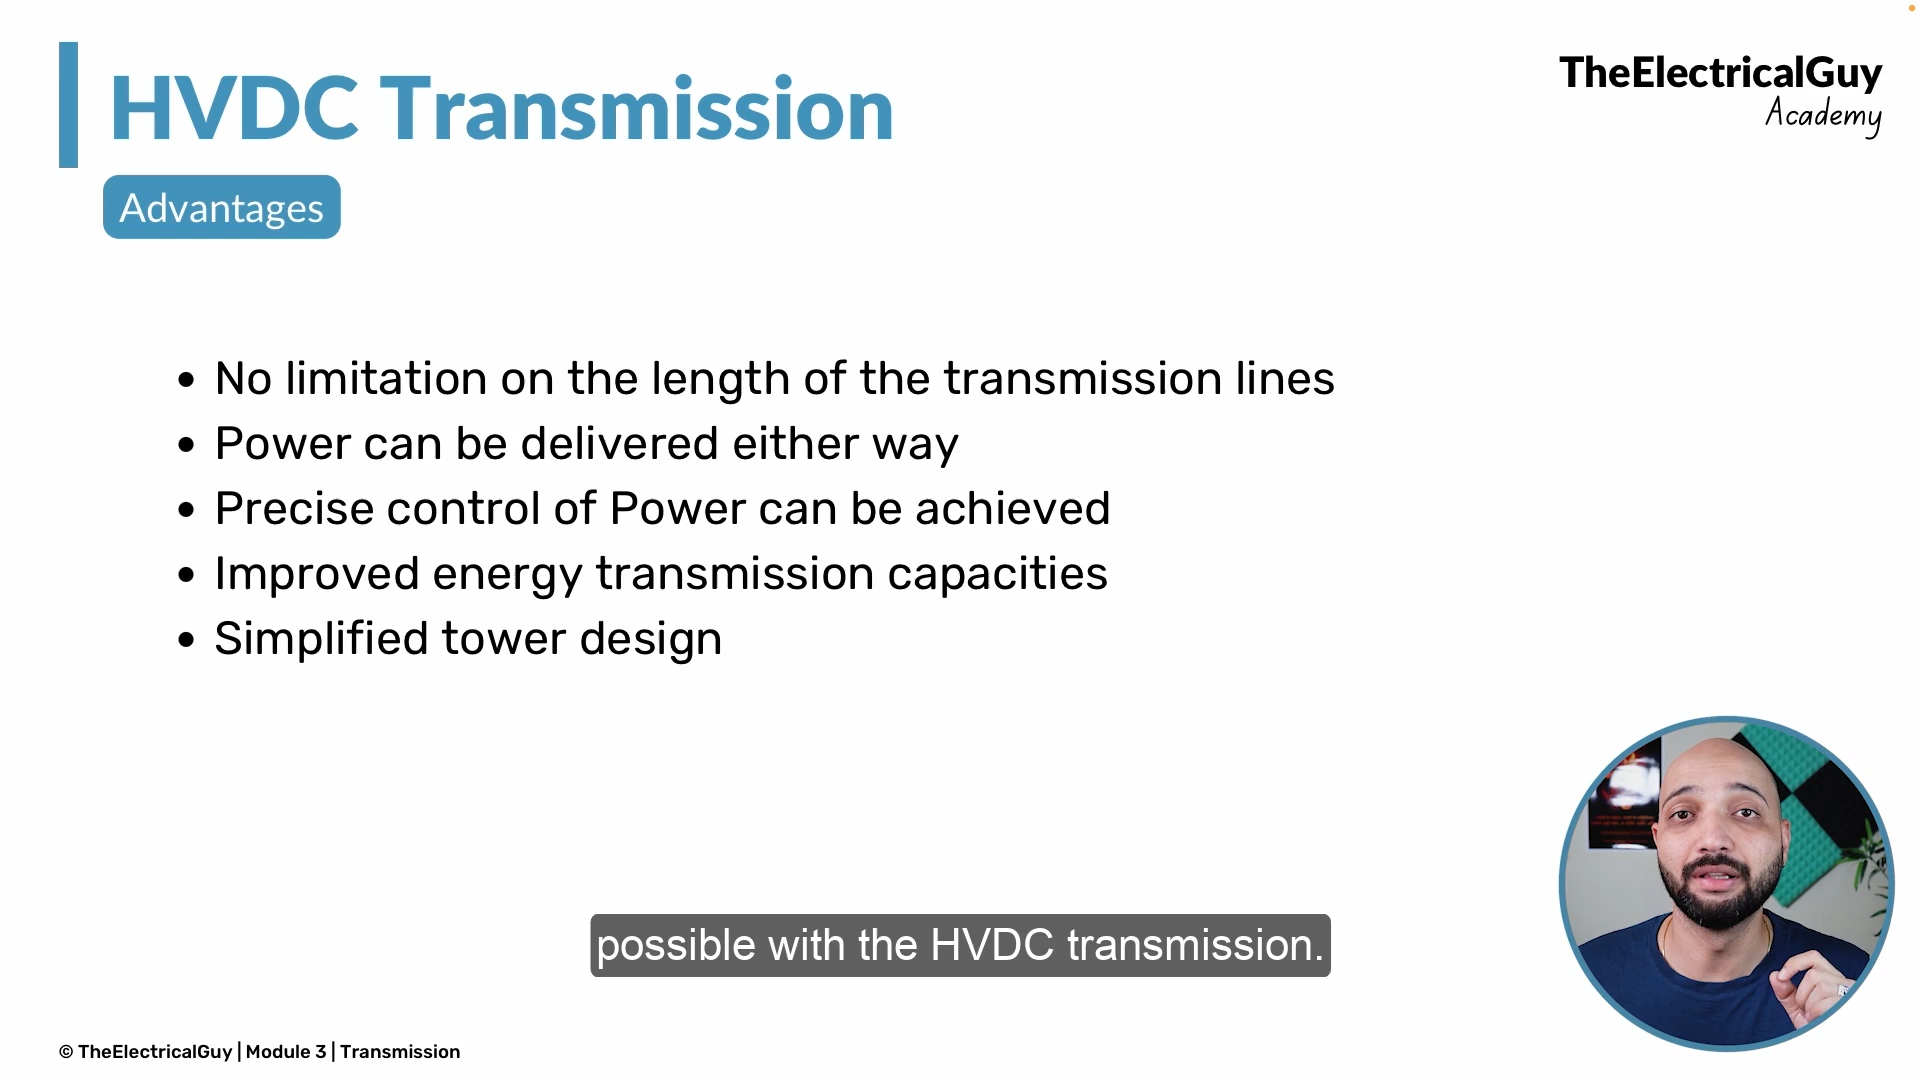 HVDC Transmission
TheElectricalGuy
Academy
Advantages
• No limitation on the length of the transmission lines
• Power can be delivered either way
• Precise control of Power can be achieved
• Improved energy transmission capacities
• Simplified tower design
possible with the HVDC transmission.
© TheElectricalGuy | Module 3 | Transmission